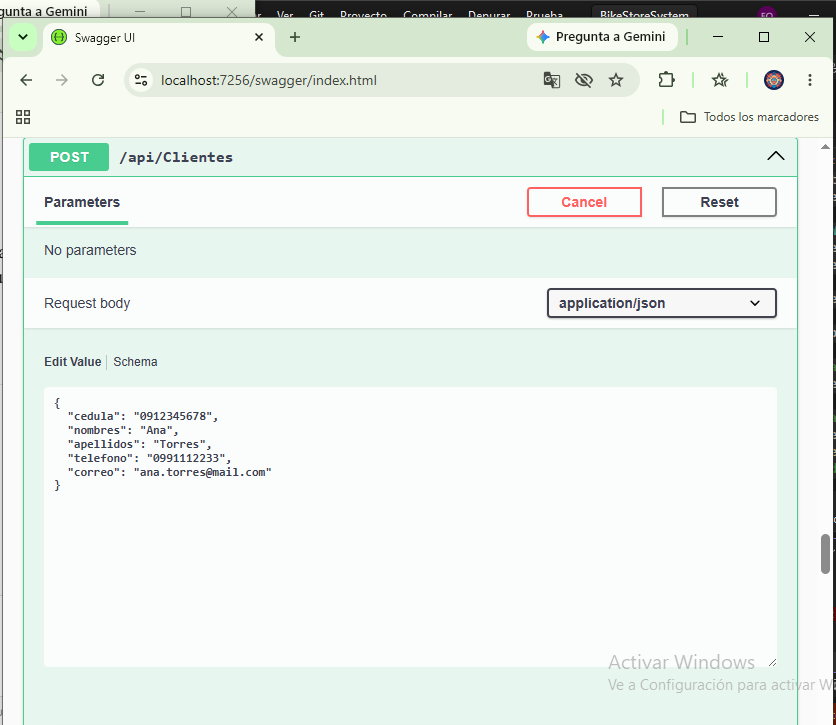 gunta a Gemini
Ver Git Proyecto Compilar Depurar Prueba BikeStoreSystem
Swagger UI
Pregunta a Gemini
localhost:7256/swagger/index.html
Todos los marcadores
POST /api/Clientes
Parameters
Cancel
Reset
No parameters
Request body
application/json
Edit Value
Schema
{
"cedula": "0912345678",
"nombres": "Ana",
"apellidos": "Torres",
"telefono": "0991112233",
"correo": "ana.torres@mail.com"
}
Activar Windows
Ve a Configuración para activar W